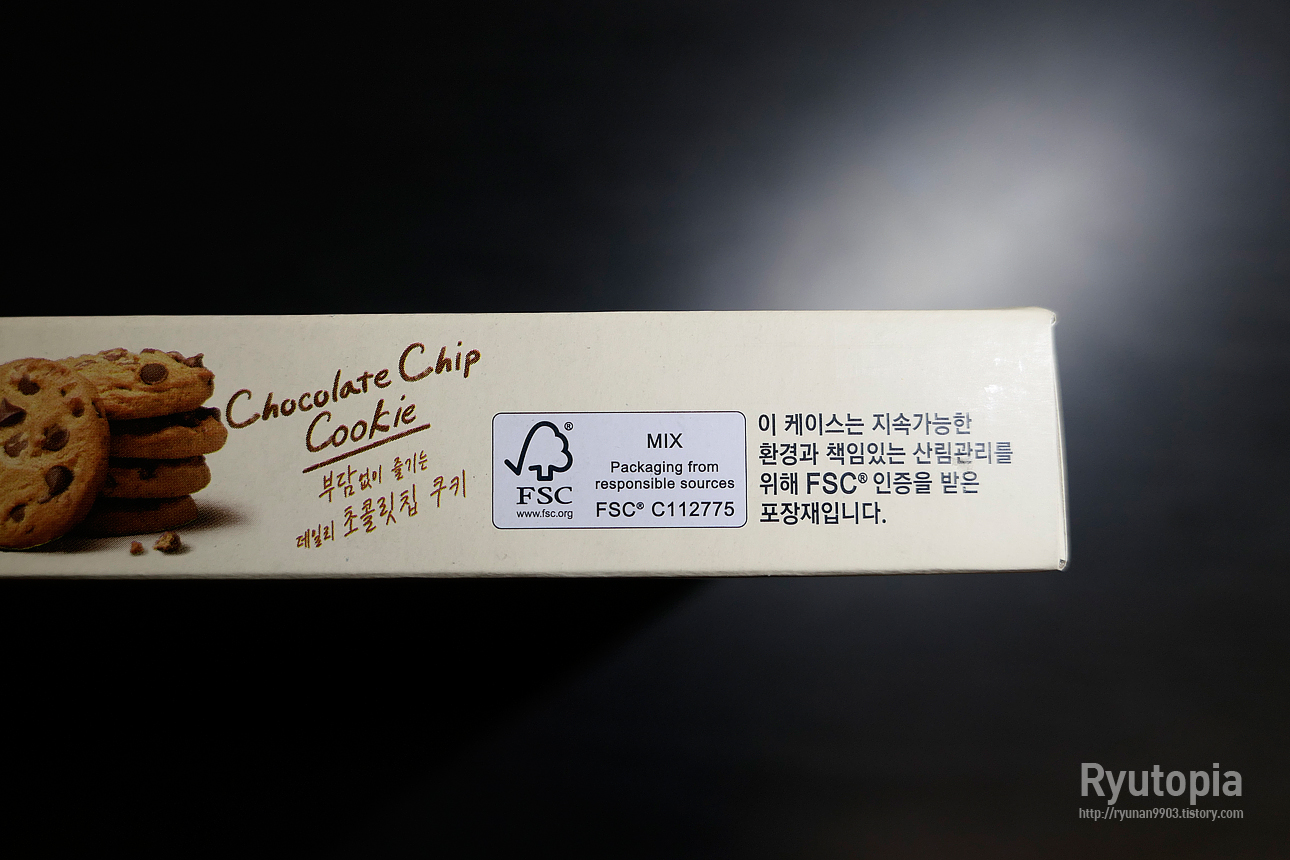 Chocolate Chip
Cookie
부담없이 즐기는
데일리 초콜릿칩 쿠키
FSC
www.fsc.org
MIX
Packaging from
responsible sources
FSC® C112775
이 케이스는 지속가능한
환경과 책임있는 산림관리를
위해 FSC® 인증을 받은
포장재입니다.
Ryutopia
http://ryunan9903.tistory.com